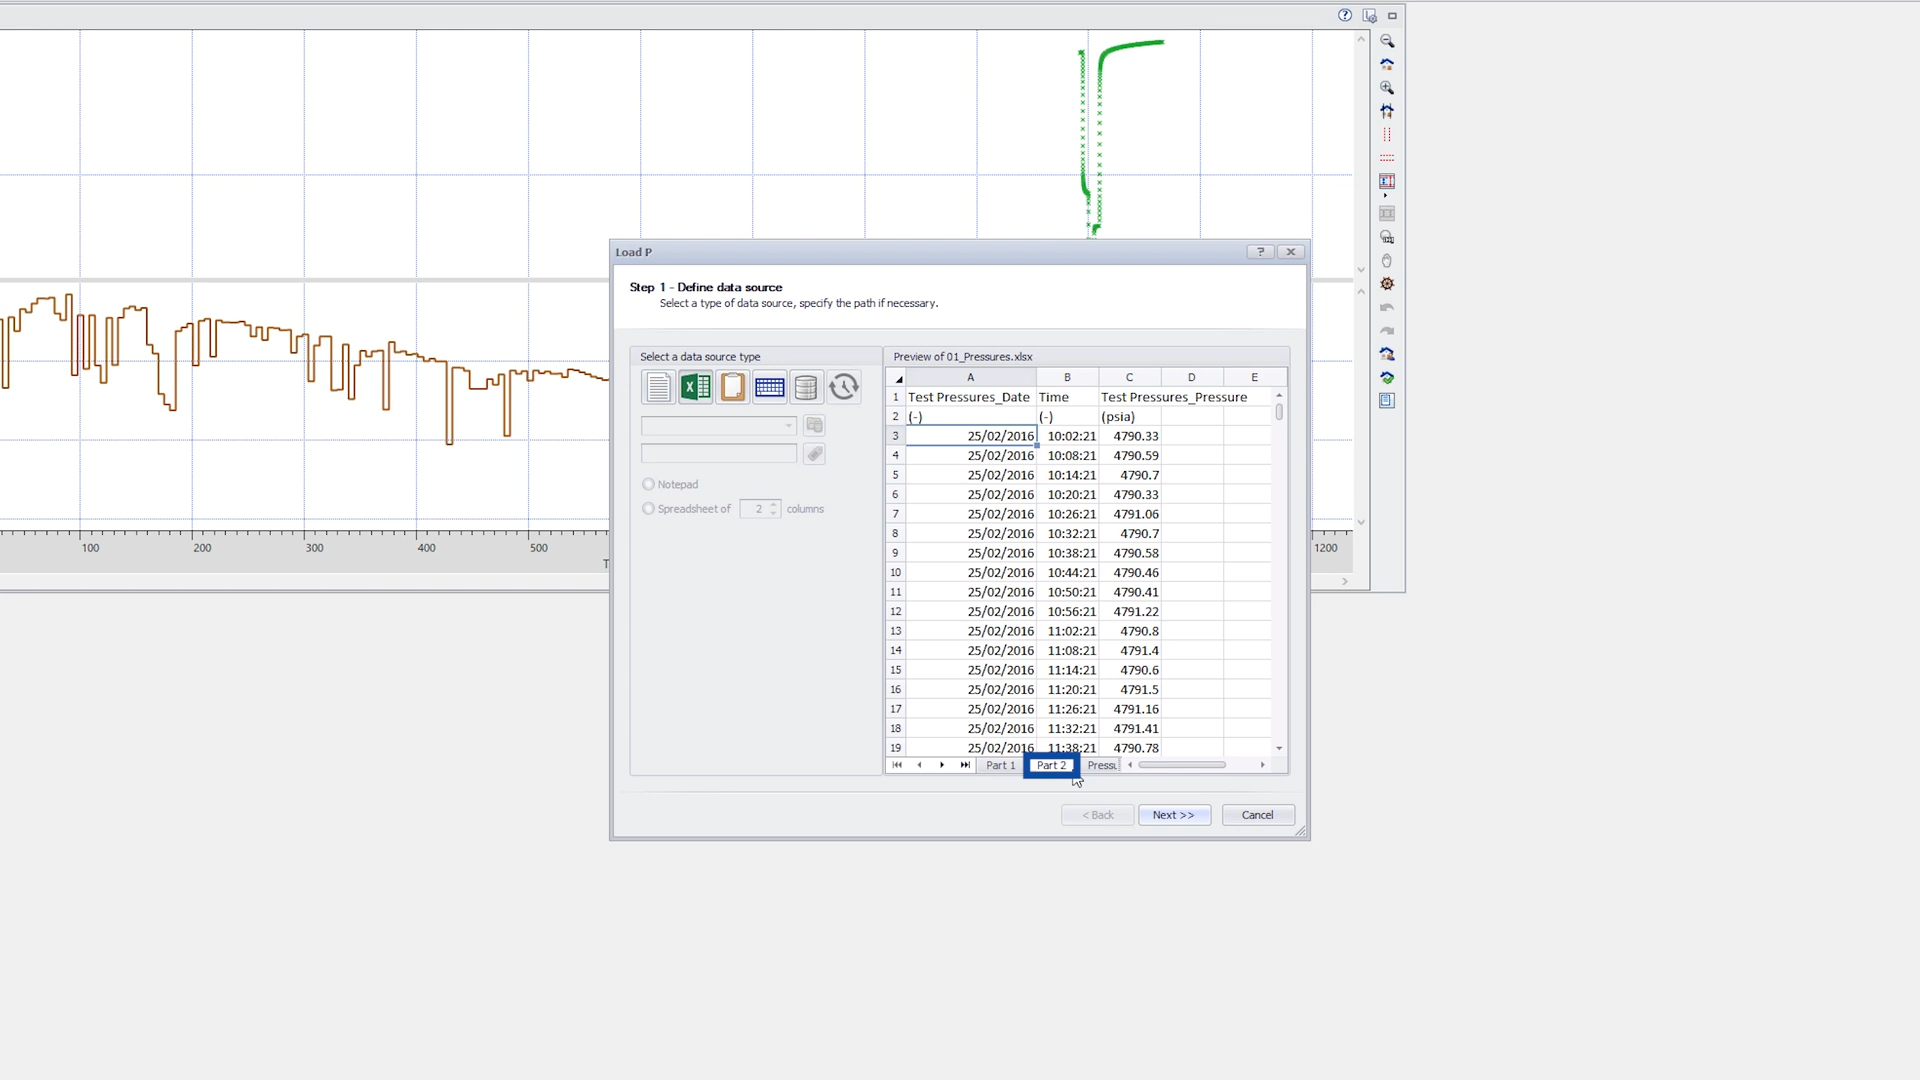 Load P
?
Step 1 - Define data source
Select a type of data source, specify the path if necessary.
Select a data source type
Preview of 01_Pressures.xlsx
A B C D E
1 Test Pressures_Date Time Test Pressures_Pressure
2 (-) (-) (psia)
3 25/02/2016 10:02:21 4790.33
4 25/02/2016 10:08:21 4790.59
5 25/02/2016 10:14:21 4790.7
6 25/02/2016 10:20:21 4790.33
7 25/02/2016 10:26:21 4791.06
8 25/02/2016 10:32:21 4790.7
9 25/02/2016 10:38:21 4790.58
10 25/02/2016 10:44:21 4790.46
11 25/02/2016 10:50:21 4790.41
12 25/02/2016 10:56:21 4791.22
13 25/02/2016 11:02:21 4790.8
14 25/02/2016 11:08:21 4791.4
15 25/02/2016 11:14:21 4790.6
16 25/02/2016 11:20:21 4791.5
17 25/02/2016 11:26:21 4791.16
18 25/02/2016 11:32:21 4791.41
19 25/02/2016 11:38:21 4790.78
Notepad
Spreadsheet of 2 columns
Part 1 Part 2 Pressu
< Back Next >> Cancel
100 200 300 400 500 1200
T